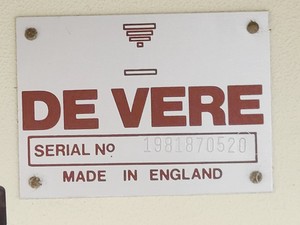 DE VERE
SERIAL Nº 1981870520
MADE IN ENGLAND